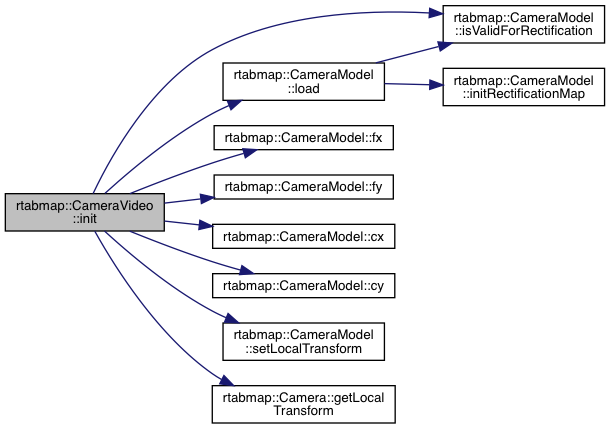 rtabmap::CameraModel
::isValidForRectification
rtabmap::CameraModel
::load
rtabmap::CameraModel
::initRectificationMap
rtabmap::CameraModel::fx
rtabmap::CameraModel::fy
rtabmap::CameraVideo
::init
rtabmap::CameraModel::cx
rtabmap::CameraModel::cy
rtabmap::CameraModel
::setLocalTransform
rtabmap::Camera::getLocal
Transform